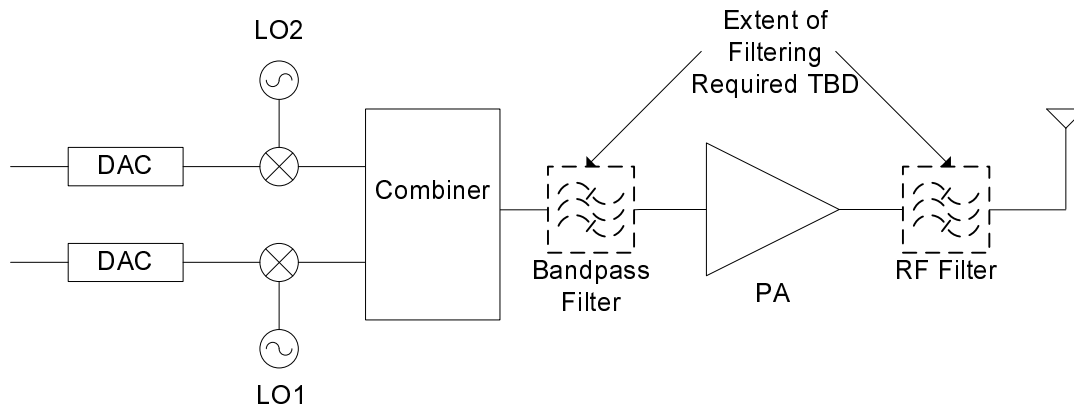 LO2
Extent of
Filtering
Required TBD
DAC
Combiner
DAC
Bandpass
Filter
PA
RF Filter
LO1